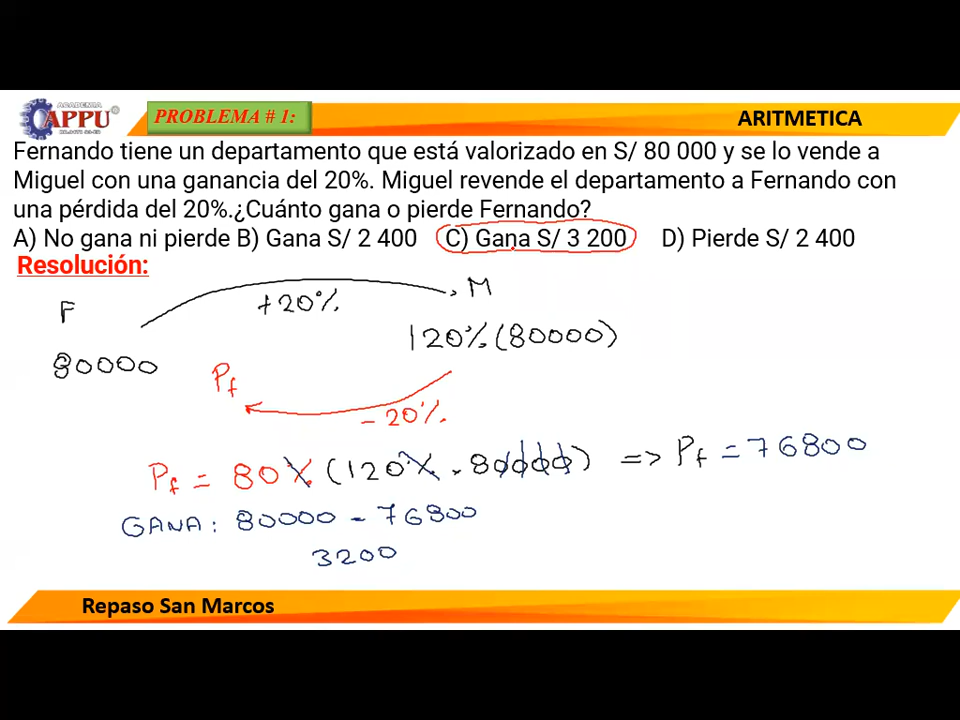 ACADEMIA
APPU
PROBLEMA # 1:
ARITMETICA
Fernando tiene un departamento que está valorizado en S/ 80 000 y se lo vende a
Miguel con una ganancia del 20%. Miguel revende el departamento a Fernando con
una pérdida del 20%.¿Cuánto gana o pierde Fernando?
A) No gana ni pierde B) Gana S/ 2 400 C) Gana S/ 3 200 D) Pierde S/ 2 400
Resolución:
F
+20%
M
120%(80000)
80000
Pf
-20%
Pf = 80%(120%.80000) => Pf = 76800
GANA: 80000 - 76800
3200
Repaso San Marcos